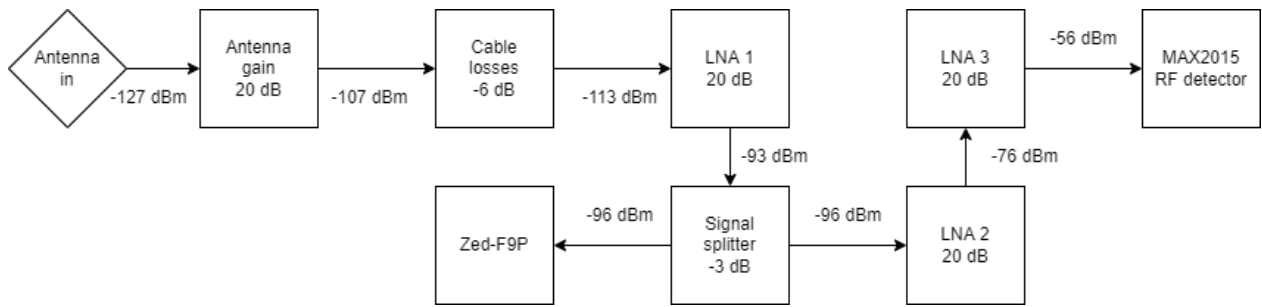 Antenna
in
-127 dBm
Antenna
gain
20 dB
-107 dBm
Cable
losses
-6 dB
-113 dBm
LNA 1
20 dB
-93 dBm
Signal
splitter
-3 dB
-96 dBm
Zed-F9P
-96 dBm
LNA 2
20 dB
-76 dBm
LNA 3
20 dB
-56 dBm
MAX2015
RF detector